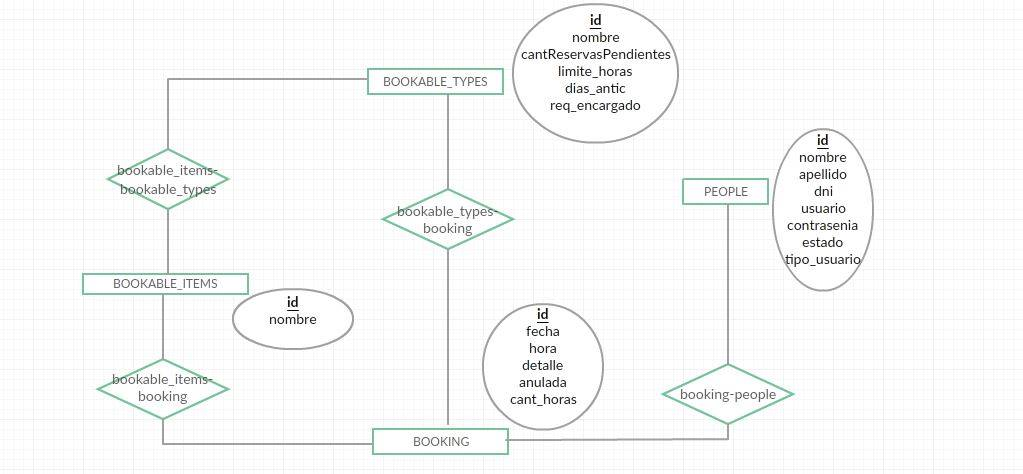 id
nombre
cantReservasPendientes
limite_horas
dias_antic
req_encargado
BOOKABLE_TYPES
bookable_items-
bookable_types
bookable_types-
booking
PEOPLE
id
nombre
apellido
dni
usuario
contrasenia
estado
tipo_usuario
BOOKABLE_ITEMS
id
nombre
id
fecha
hora
detalle
anulada
cant_horas
bookable_items-
booking
booking-people
BOOKING